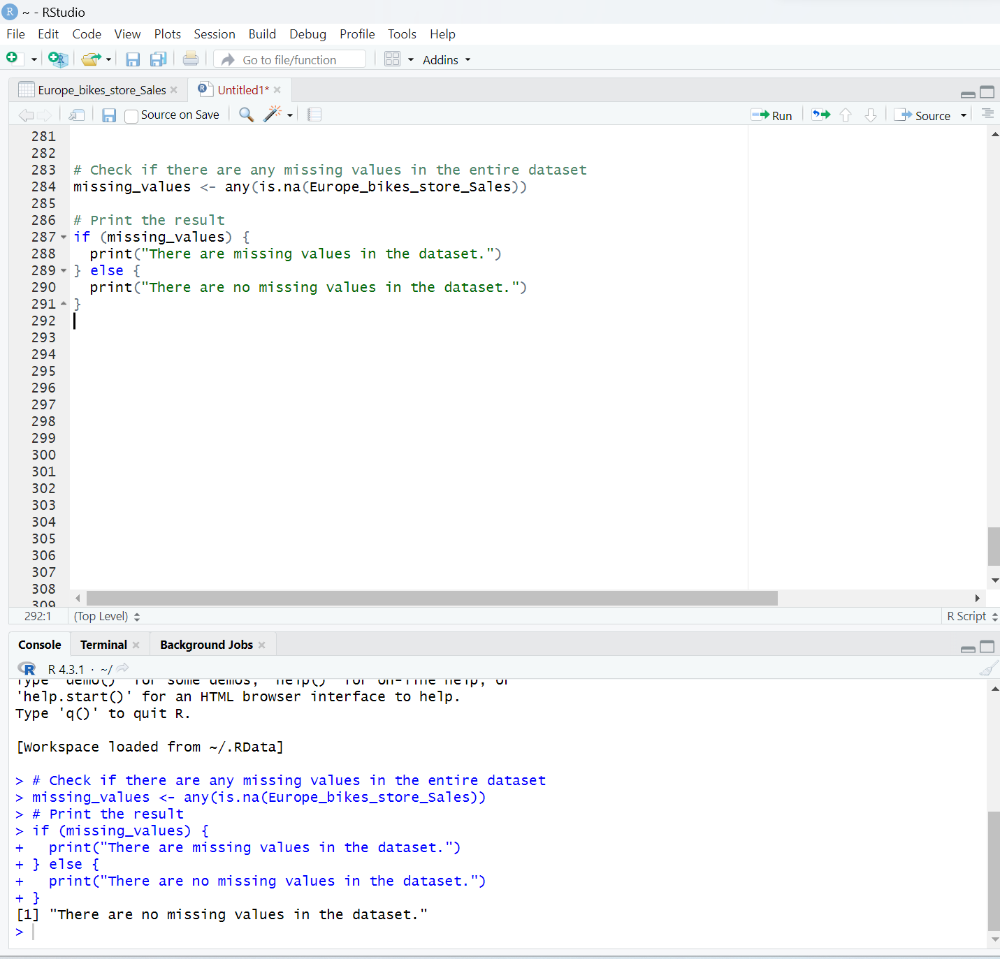 R ~ - RStudio
File Edit Code View Plots Session Build Debug Profile Tools Help
R Go to file/function Addins
Europe_bikes_store_Sales R Untitled1*
Source on Save Run Source
281
282
283 # Check if there are any missing values in the entire dataset
284 missing_values <- any(is.na(Europe_bikes_store_Sales))
285
286 # Print the result
287 if (missing_values) {
288 print("There are missing values in the dataset.")
289 } else {
290 print("There are no missing values in the dataset.")
291 }
292
293
294
295
296
297
298
299
300
301
302
303
304
305
306
307
308
309
292:1 (Top Level) R Script
Console Terminal Background Jobs
R R 4.3.1 · ~/
Type 'demo()' for some demos, 'help()' for on-line help, or
'help.start()' for an HTML browser interface to help.
Type 'q()' to quit R.
[Workspace loaded from ~/.RData]
> # Check if there are any missing values in the entire dataset
> missing_values <- any(is.na(Europe_bikes_store_Sales))
> # Print the result
> if (missing_values) {
+ print("There are missing values in the dataset.")
+ } else {
+ print("There are no missing values in the dataset.")
+ }
[1] "There are no missing values in the dataset."
>